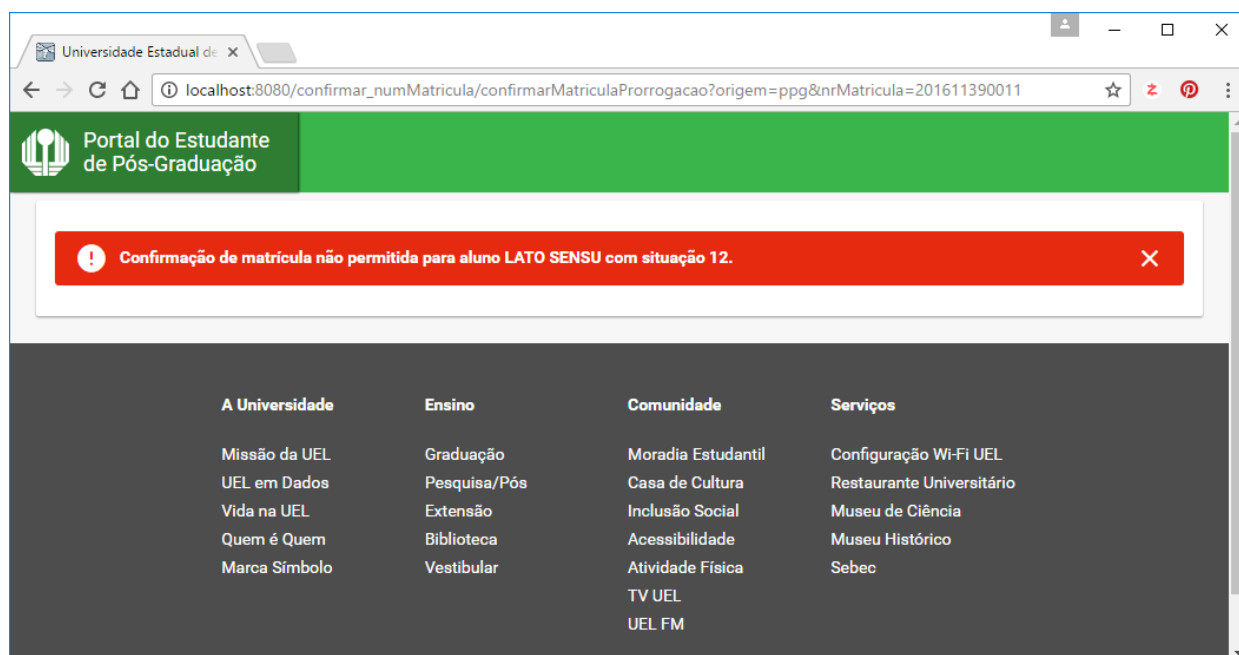 Universidade Estadual de
localhost:8080/confirmar_numMatricula/confirmarMatriculaProrrogacao?origem=ppg&nrMatricula=201611390011
Portal do Estudante
de Pós-Graduação
Confirmação de matrícula não permitida para aluno LATO SENSU com situação 12.
A Universidade
Missão da UEL
UEL em Dados
Vida na UEL
Quem é Quem
Marca Símbolo
Ensino
Graduação
Pesquisa/Pós
Extensão
Biblioteca
Vestibular
Comunidade
Moradia Estudantil
Casa de Cultura
Inclusão Social
Acessibilidade
Atividade Física
TV UEL
UEL FM
Serviços
Configuração Wi-Fi UEL
Restaurante Universitário
Museu de Ciência
Museu Histórico
Sebec